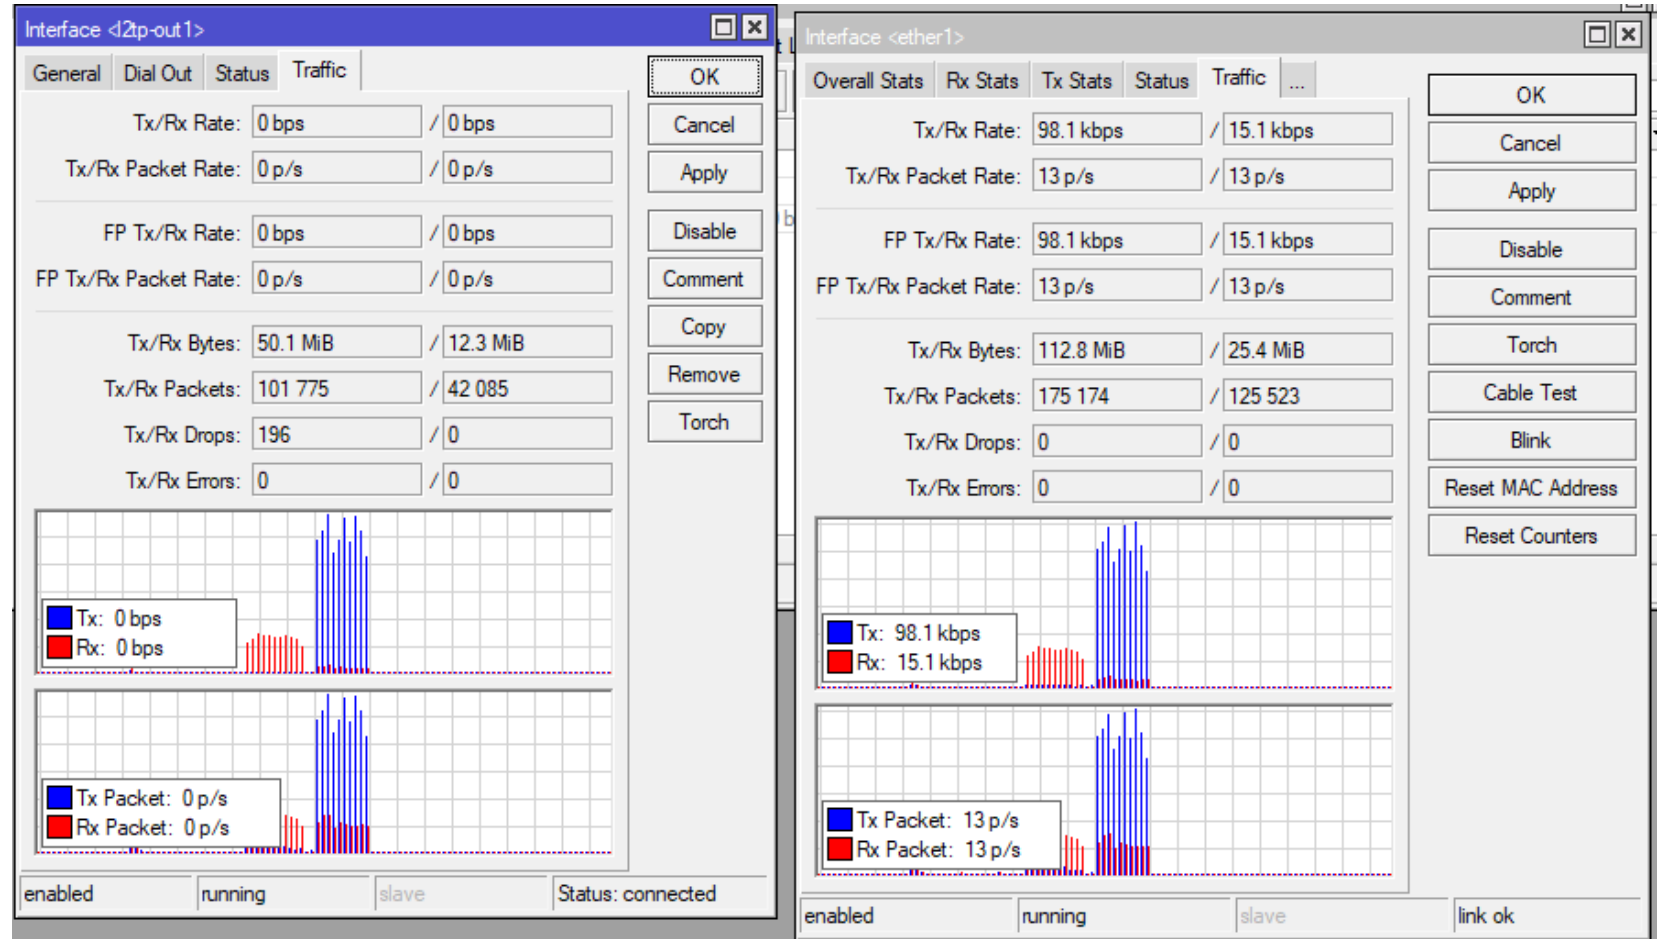 Interface <l2tp-out1>
General Dial Out Status Traffic
Tx/Rx Rate: 0 bps / 0 bps
Tx/Rx Packet Rate: 0 p/s / 0 p/s
FP Tx/Rx Rate: 0 bps / 0 bps
FP Tx/Rx Packet Rate: 0 p/s / 0 p/s
Tx/Rx Bytes: 50.1 MiB / 12.3 MiB
Tx/Rx Packets: 101 775 / 42 085
Tx/Rx Drops: 196 / 0
Tx/Rx Errors: 0 / 0
Tx: 0 bps
Rx: 0 bps
Tx Packet: 0 p/s
Rx Packet: 0 p/s
OK
Cancel
Apply
Disable
Comment
Copy
Remove
Torch
enabled running slave Status: connected
Interface <ether1>
Overall Stats Rx Stats Tx Stats Status Traffic ...
Tx/Rx Rate: 98.1 kbps / 15.1 kbps
Tx/Rx Packet Rate: 13 p/s / 13 p/s
FP Tx/Rx Rate: 98.1 kbps / 15.1 kbps
FP Tx/Rx Packet Rate: 13 p/s / 13 p/s
Tx/Rx Bytes: 112.8 MiB / 25.4 MiB
Tx/Rx Packets: 175 174 / 125 523
Tx/Rx Drops: 0 / 0
Tx/Rx Errors: 0 / 0
Tx: 98.1 kbps
Rx: 15.1 kbps
Tx Packet: 13 p/s
Rx Packet: 13 p/s
OK
Cancel
Apply
Disable
Comment
Torch
Cable Test
Blink
Reset MAC Address
Reset Counters
enabled running slave link ok